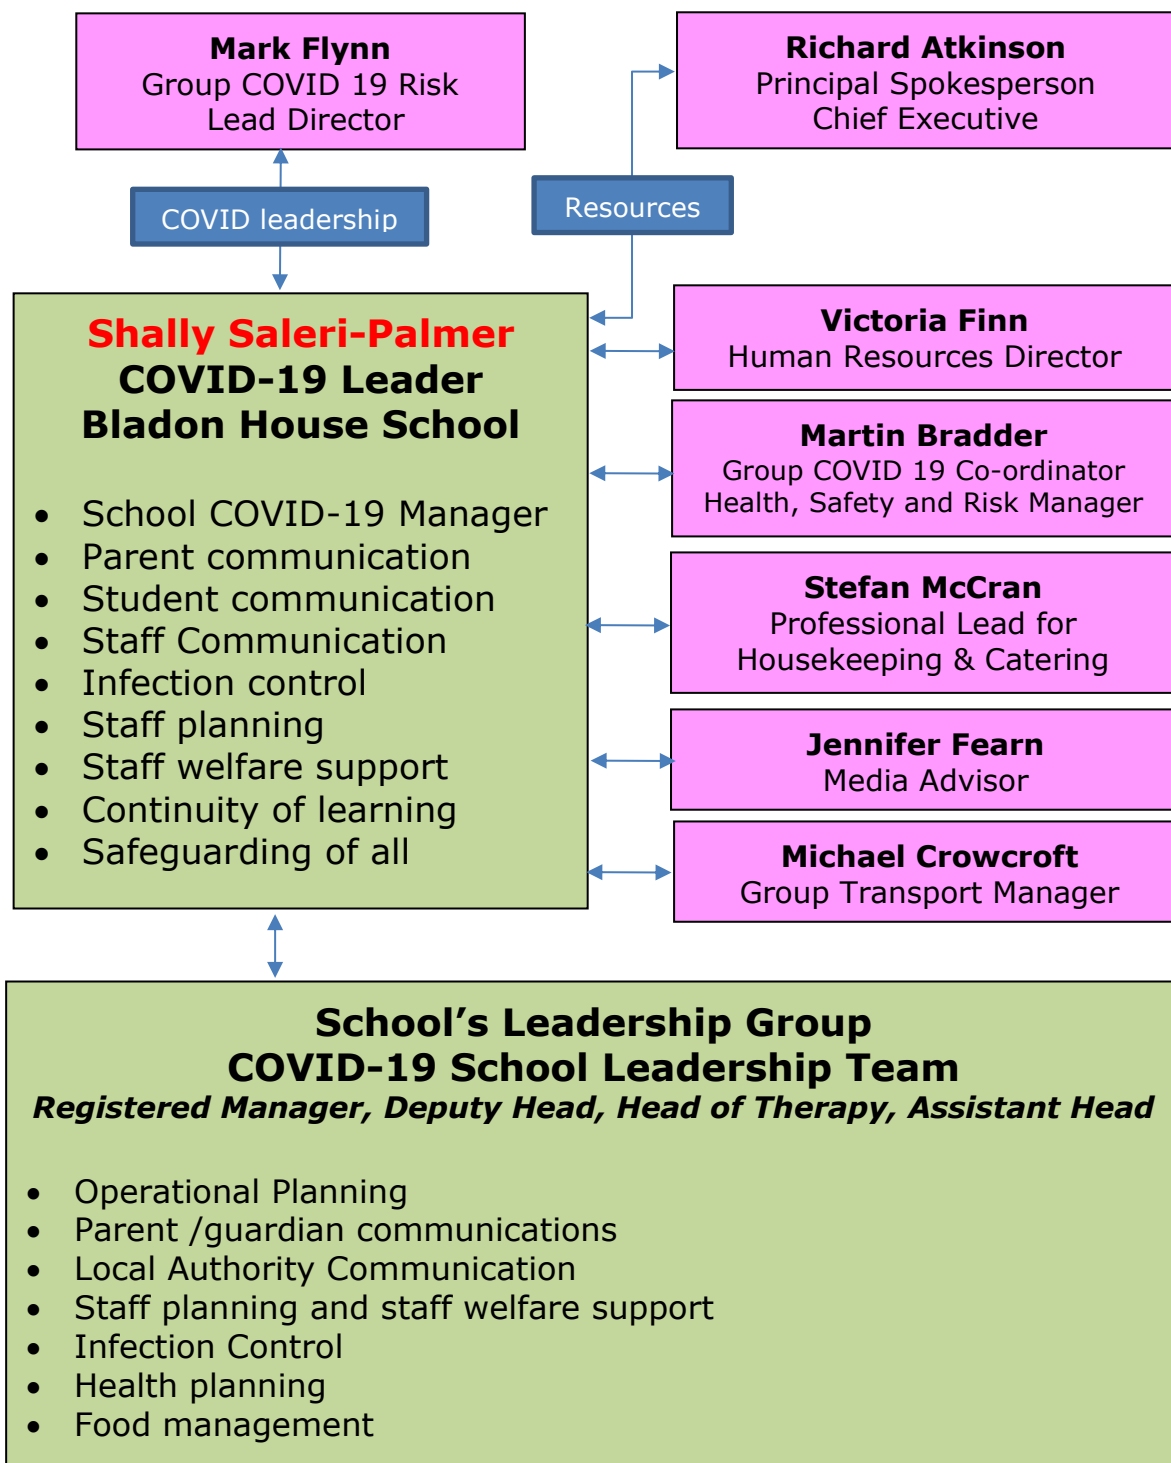 Mark Flynn
Group COVID 19 Risk
Lead Director
Richard Atkinson
Principal Spokesperson
Chief Executive
COVID leadership
Resources
Shally Saleri-Palmer
COVID-19 Leader
Bladon House School
• School COVID-19 Manager
• Parent communication
• Student communication
• Staff Communication
• Infection control
• Staff planning
• Staff welfare support
• Continuity of learning
• Safeguarding of all
Victoria Finn
Human Resources Director
Martin Bradder
Group COVID 19 Co-ordinator
Health, Safety and Risk Manager
Stefan McCran
Professional Lead for
Housekeeping & Catering
Jennifer Fearn
Media Advisor
Michael Crowcroft
Group Transport Manager
School’s Leadership Group
COVID-19 School Leadership Team
Registered Manager, Deputy Head, Head of Therapy, Assistant Head
• Operational Planning
• Parent /guardian communications
• Local Authority Communication
• Staff planning and staff welfare support
• Infection Control
• Health planning
• Food management